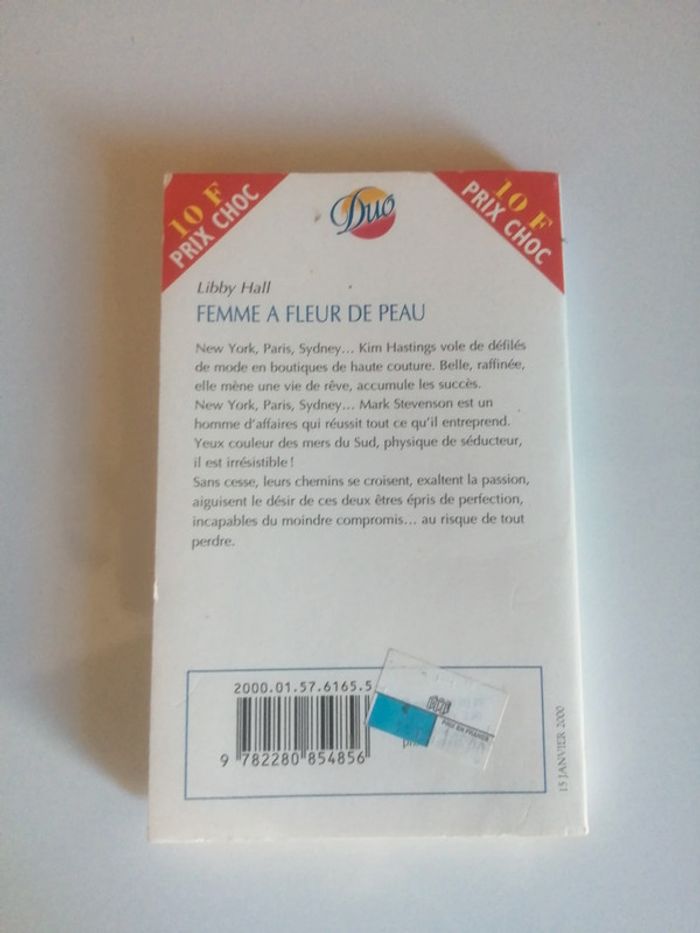 10 F
PRIX CHOC
Duo
10 F
PRIX CHOC
Libby Hall
FEMME A FLEUR DE PEAU
New York, Paris, Sydney... Kim Hastings vole de défilés
de mode en boutiques de haute couture. Belle, raffinée,
elle mène une vie de rêve, accumule les succès.
New York, Paris, Sydney... Mark Stevenson est un
homme d'affaires qui réussit tout ce qu'il entreprend.
Yeux couleur des mers du Sud, physique de séducteur,
il est irrésistible !
Sans cesse, leurs chemins se croisent, exaltent la passion,
aiguisent le désir de ces deux êtres épris de perfection,
incapables du moindre compromis... au risque de tout
perdre.
2000.01.57.6165.5
9 782280 854856
PRIX EN FRANCE
15 JANVIER 2000